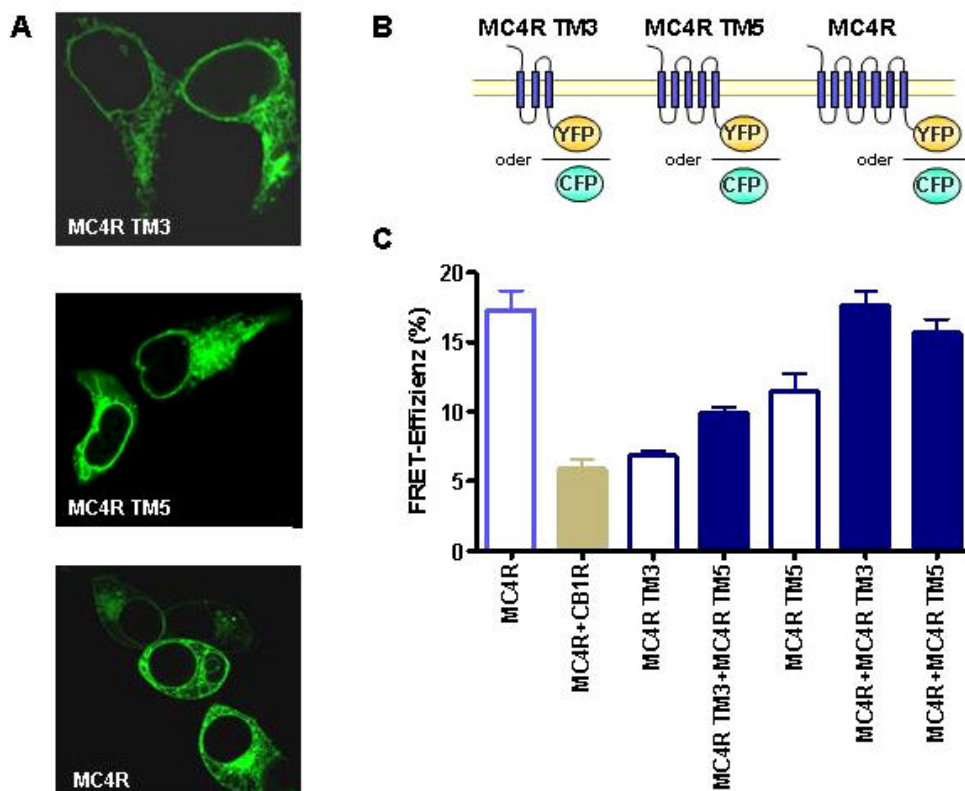 A
MC4R TM3
MC4R TM5
MC4R
B
MC4R TM3 MC4R TM5 MC4R
YFP YFP YFP
oder oder oder
CFP CFP CFP
C
FRET-Effizienz (%)
20
15
10
5
0
MC4R
MC4R+CB1R
MC4R TM3
MC4R TM3+MC4R TM5
MC4R TM5
MC4R+MC4R TM3
MC4R+MC4R TM5